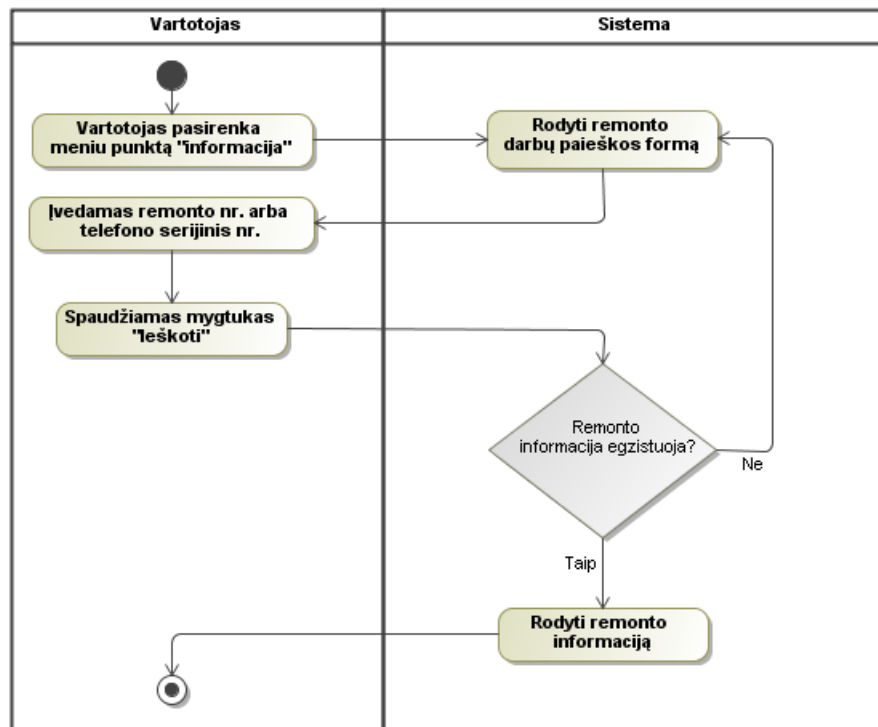 Vartotojas
Sistema
Vartotojas pasirenka
meniu punktą "informacija"
Rodyti remonto
darbų paieškos formą
Įvedamas remonto nr. arba
telefono serijinis nr.
Spaudžiamas mygtukas
"Ieškoti"
Remonto
informacija egzistuoja?
Ne
Taip
Rodyti remonto
informaciją